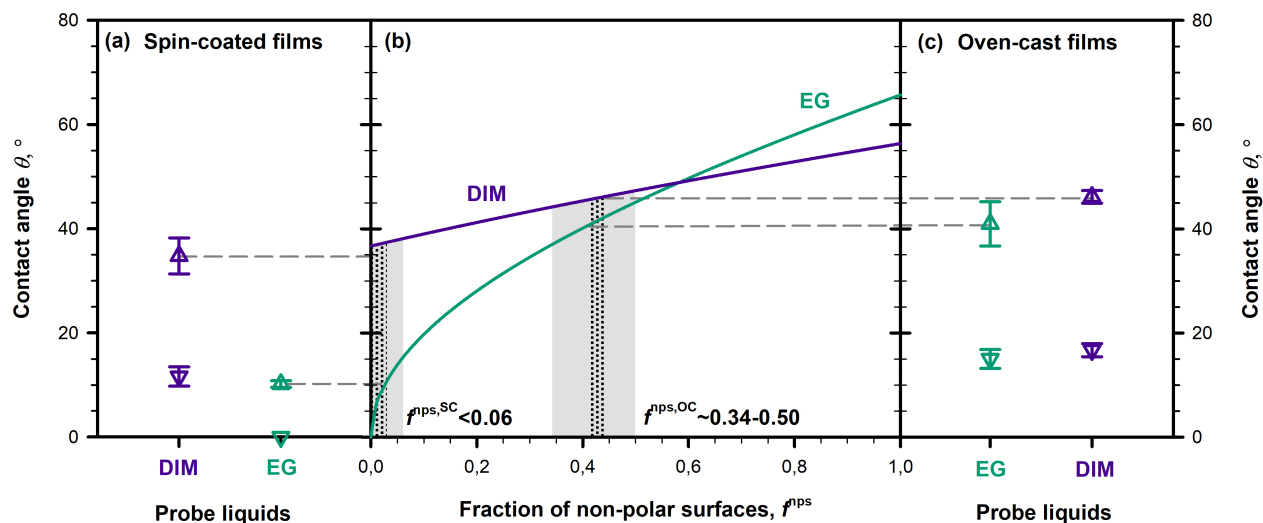 (a) Spin-coated films
(b)
(c) Oven-cast films
80
60
40
20
0
Contact angle θ, °
DIM
EG
Probe liquids
EG
DIM
f^nps,SC<0.06
f^nps,OC~0.34-0.50
0,0
0,2
0,4
0,6
0,8
1,0
Fraction of non-polar surfaces, f^nps
EG
DIM
Probe liquids
80
60
40
20
0
Contact angle θ, °